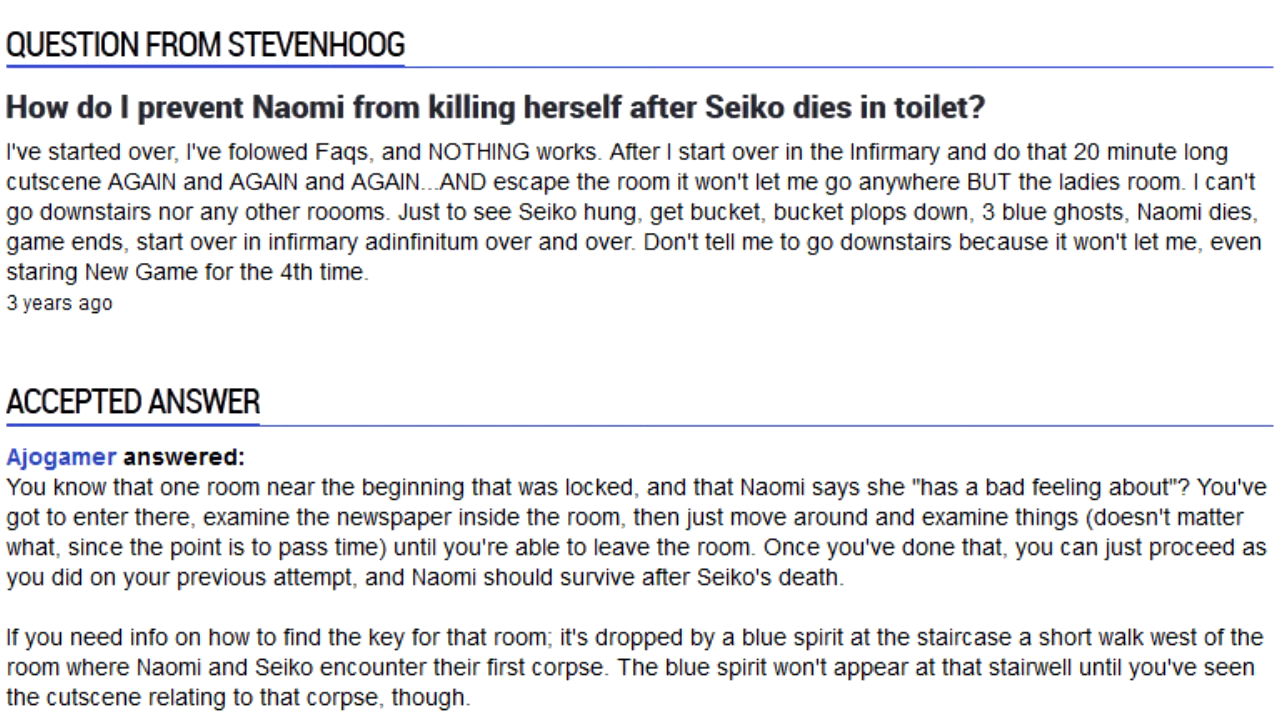 QUESTION FROM STEVENHOOG
How do I prevent Naomi from killing herself after Seiko dies in toilet?
I've started over, I've folowed Faqs, and NOTHING works. After I start over in the Infirmary and do that 20 minute long
cutscene AGAIN and AGAIN and AGAIN...AND escape the room it won't let me go anywhere BUT the ladies room. I can't
go downstairs nor any other roooms. Just to see Seiko hung, get bucket, bucket plops down, 3 blue ghosts, Naomi dies,
game ends, start over in infirmary adinfinitum over and over. Don't tell me to go downstairs because it won't let me, even
staring New Game for the 4th time.
3 years ago
ACCEPTED ANSWER
Ajogamer answered:
You know that one room near the beginning that was locked, and that Naomi says she "has a bad feeling about"? You've
got to enter there, examine the newspaper inside the room, then just move around and examine things (doesn't matter
what, since the point is to pass time) until you're able to leave the room. Once you've done that, you can just proceed as
you did on your previous attempt, and Naomi should survive after Seiko's death.
If you need info on how to find the key for that room; it's dropped by a blue spirit at the staircase a short walk west of the
room where Naomi and Seiko encounter their first corpse. The blue spirit won't appear at that stairwell until you've seen
the cutscene relating to that corpse, though.